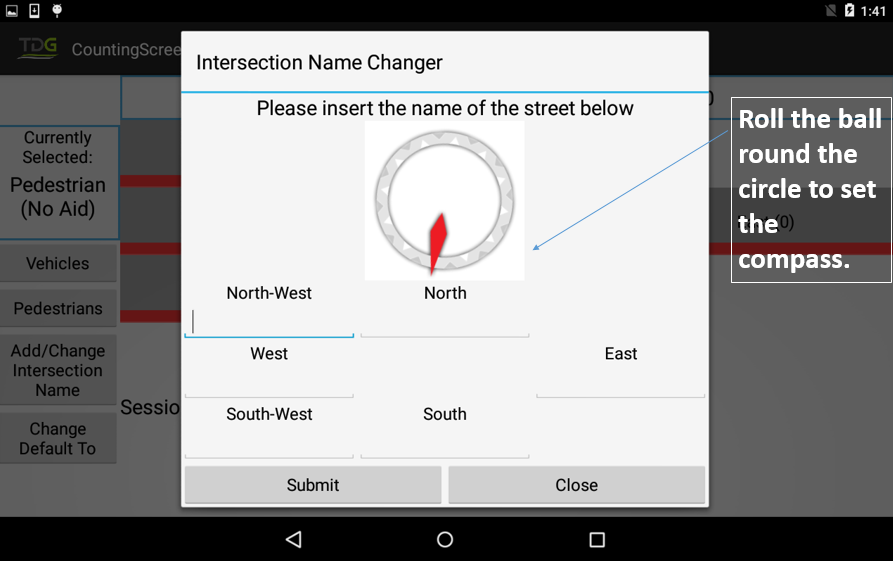 1:41
TDG CountingScree
Intersection Name Changer
Please insert the name of the street below
Currently
Selected:
Pedestrian
(No Aid)
Vehicles
Pedestrians
Add/Change
Intersection
Name
Change
Default To
Sessio
North-West North
West East
South-West South
Submit Close
Roll the ball
round the
circle to set
the
compass.
(0)